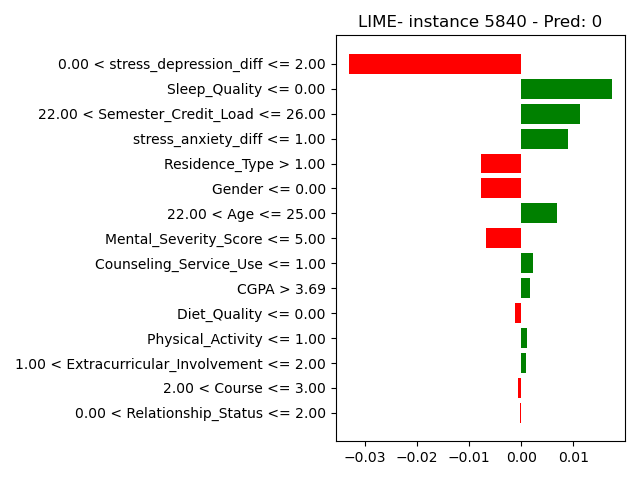 LIME- instance 5840 - Pred: 0
0.00 < stress_depression_diff <= 2.00
Sleep_Quality <= 0.00
22.00 < Semester_Credit_Load <= 26.00
stress_anxiety_diff <= 1.00
Residence_Type > 1.00
Gender <= 0.00
22.00 < Age <= 25.00
Mental_Severity_Score <= 5.00
Counseling_Service_Use <= 1.00
CGPA > 3.69
Diet_Quality <= 0.00
Physical_Activity <= 1.00
1.00 < Extracurricular_Involvement <= 2.00
2.00 < Course <= 3.00
0.00 < Relationship_Status <= 2.00
−0.03 −0.02 −0.01 0.00 0.01